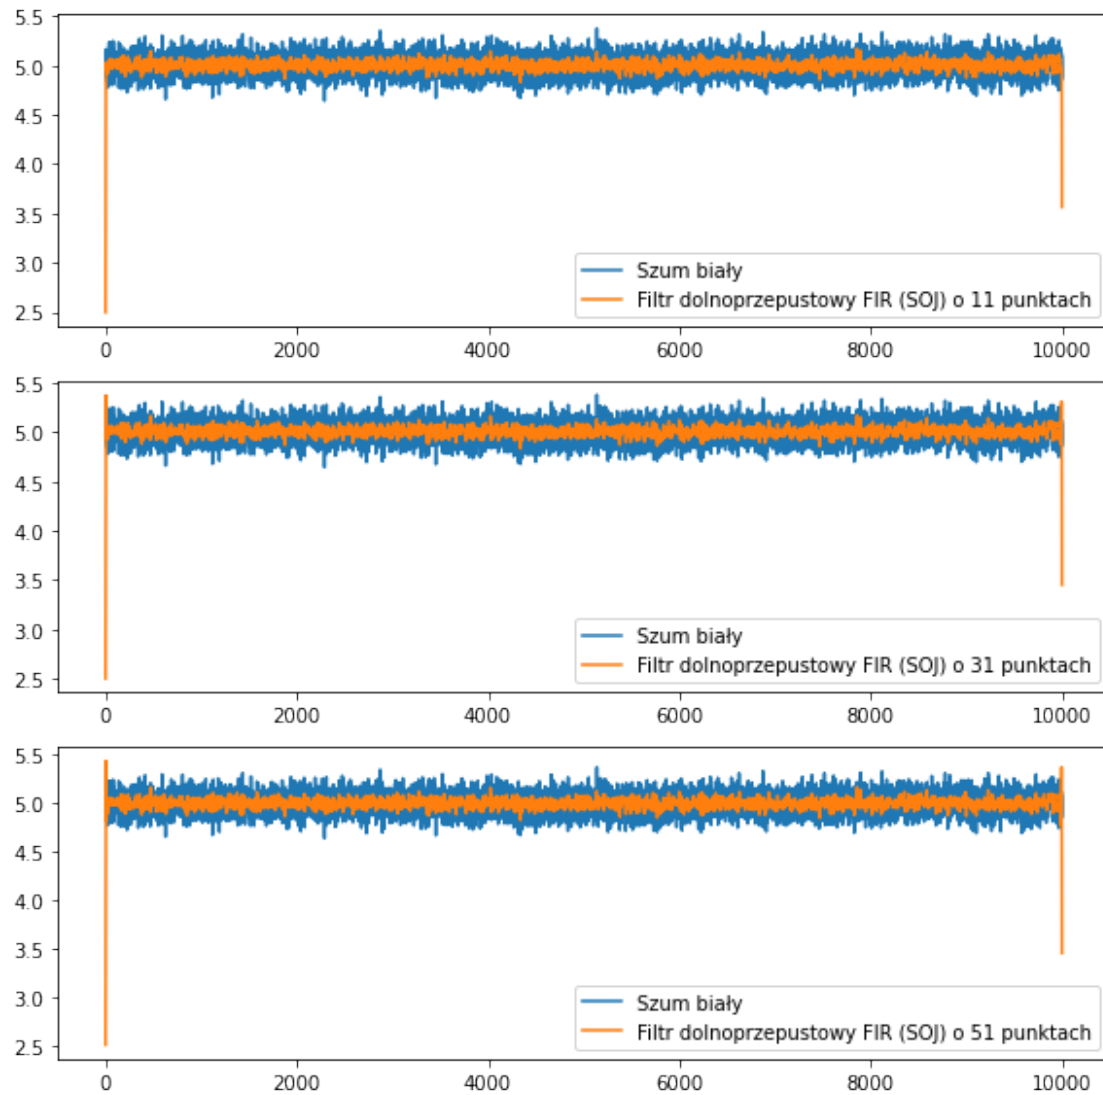 5.5
5.0
4.5
4.0
3.5
3.0
2.5
Szum biały
Filtr dolnoprzepustowy FIR (SOJ) o 11 punktach
0 2000 4000 6000 8000 10000
5.5
5.0
4.5
4.0
3.5
3.0
2.5
Szum biały
Filtr dolnoprzepustowy FIR (SOJ) o 31 punktach
0 2000 4000 6000 8000 10000
5.5
5.0
4.5
4.0
3.5
3.0
2.5
Szum biały
Filtr dolnoprzepustowy FIR (SOJ) o 51 punktach
0 2000 4000 6000 8000 10000